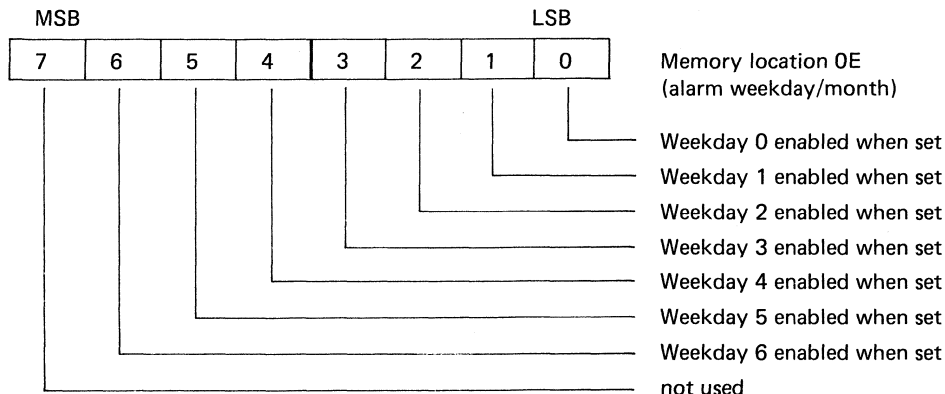 MSB LSB
7 6 5 4 3 2 1 0
Memory location 0E
(alarm weekday/month)
Weekday 0 enabled when set
Weekday 1 enabled when set
Weekday 2 enabled when set
Weekday 3 enabled when set
Weekday 4 enabled when set
Weekday 5 enabled when set
Weekday 6 enabled when set
not used